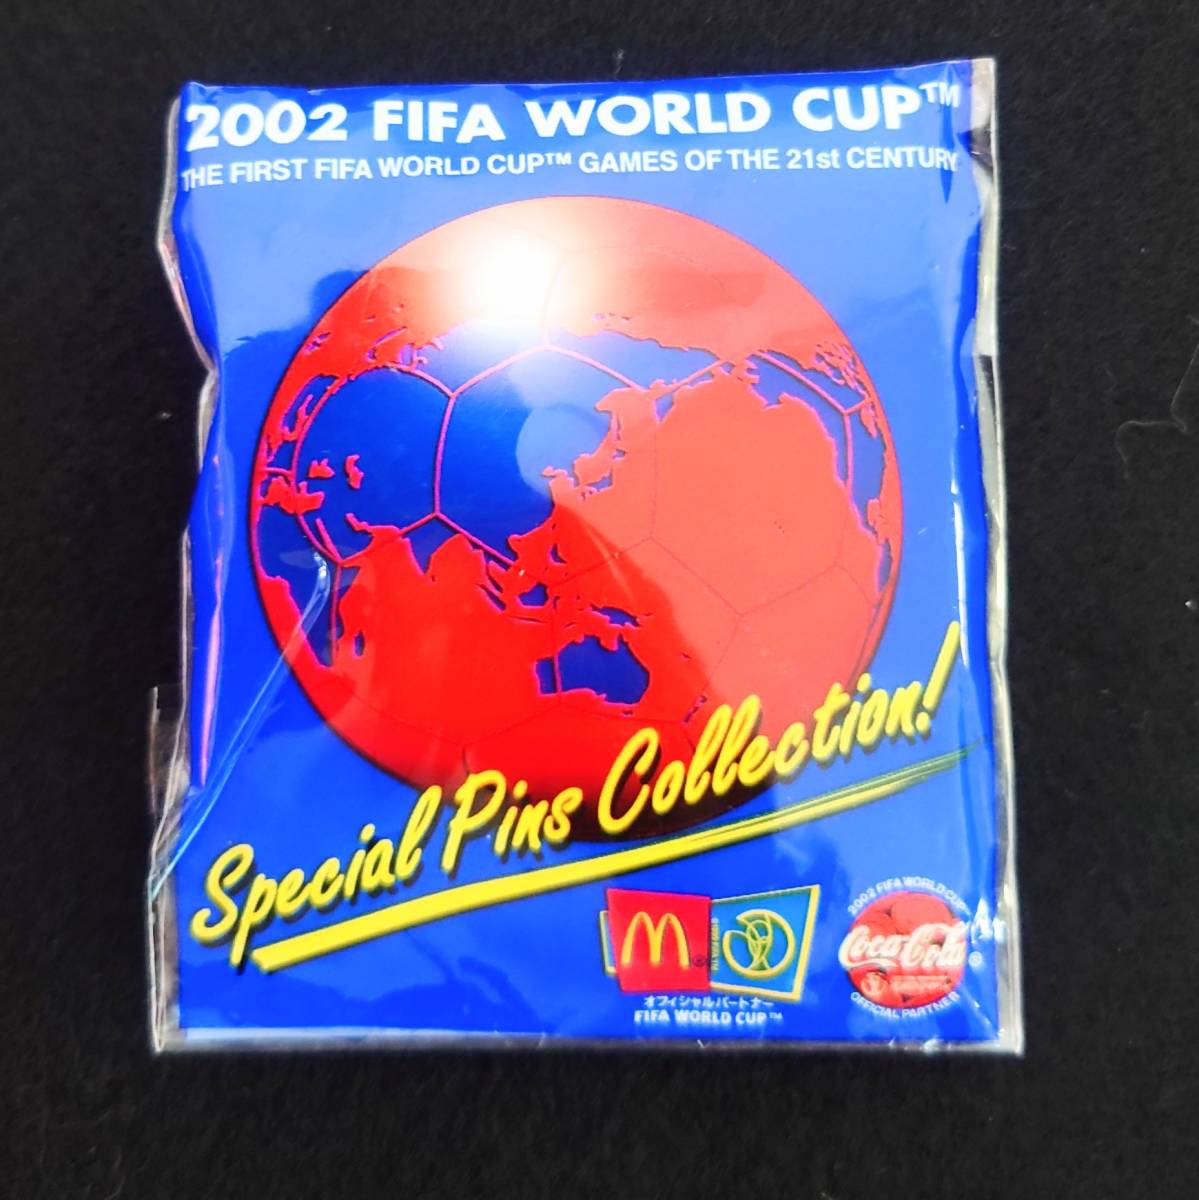 2002 FIFA WORLD CUP™
THE FIRST FIFA WORLD CUP™ GAMES OF THE 21st CENTURY
Special Pins Collection!
オフィシャルパートナー
FIFA WORLD CUP™
2002 FIFA WORLD CUP
Coca-Cola®
OFFICIAL PARTNER